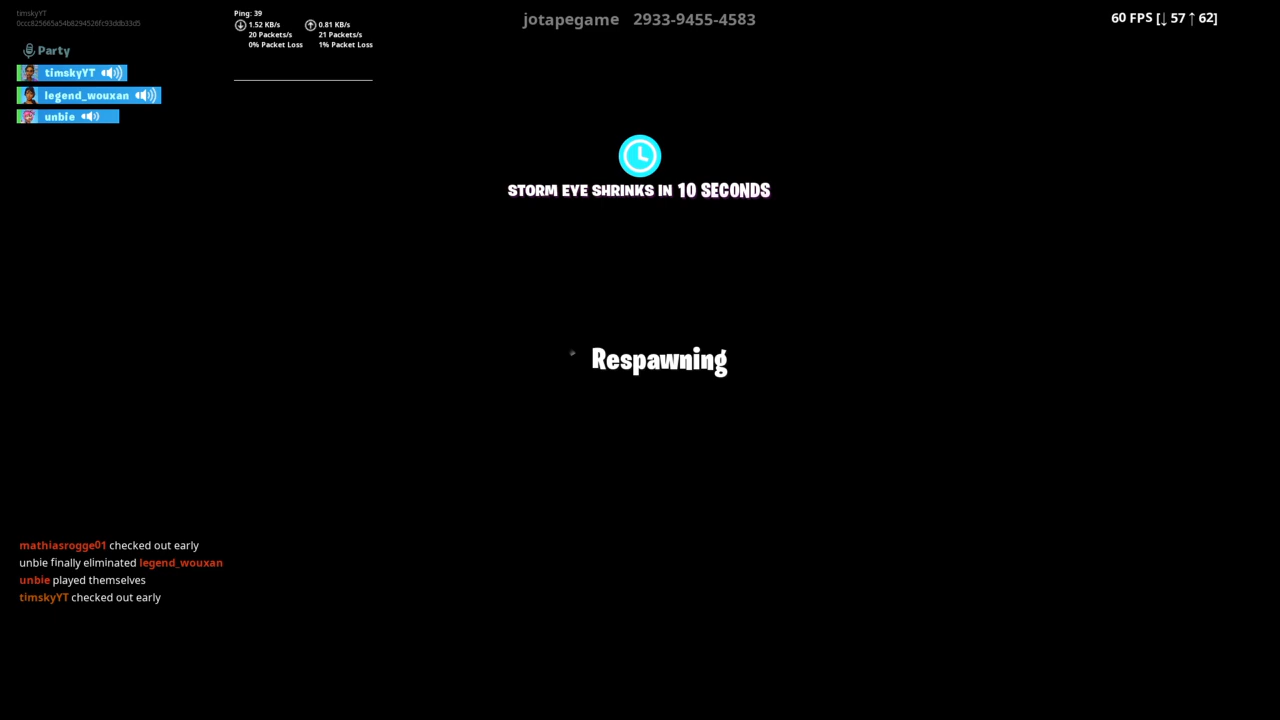 timskyYT
0ccc825665a54b8294526fc93ddb33d5
Party
timskyYT
legend_wouxan
unbie
Ping: 39
1.52 KB/s 0.81 KB/s
20 Packets/s 21 Packets/s
0% Packet Loss 1% Packet Loss
jotapegame 2933-9455-4583
60 FPS [↓ 57 ↑ 62]
STORM EYE SHRINKS IN 10 SECONDS
Respawning
mathiasrogge01 checked out early
unbie finally eliminated legend_wouxan
unbie played themselves
timskyYT checked out early